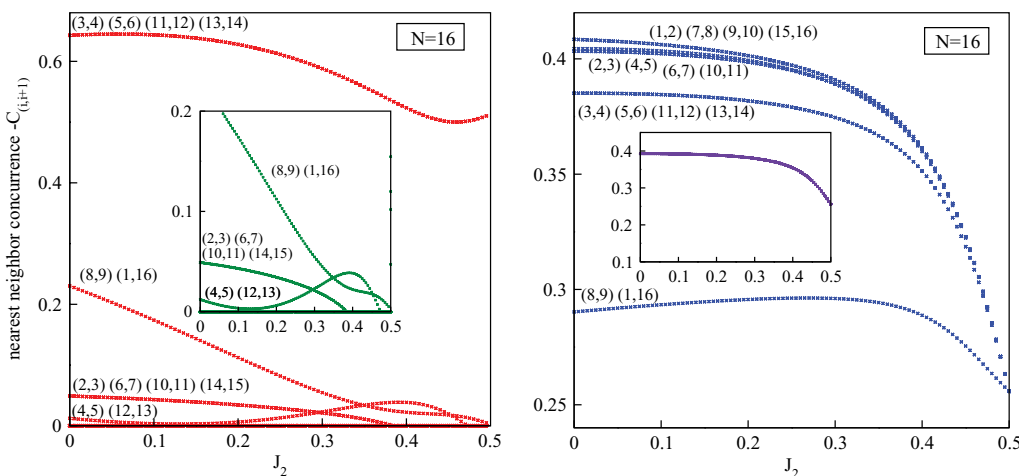 (3,4) (5,6) (11,12) (13,14)
N=16
0.6
0.4
0.2
0
nearest neighbor concurrence -C(i,i+1)
0.2
0.1
0
(8,9) (1,16)
(2,3) (6,7)
(10,11) (14,15)
(4,5) (12,13)
0 0.1 0.2 0.3 0.4 0.5
(8,9) (1,16)
(2,3) (6,7) (10,11) (14,15)
(4,5) (12,13)
0 0.1 0.2 0.3 0.4 0.5
J2
(1,2) (7,8) (9,10) (15,16)
N=16
(2,3) (4,5) (6,7) (10,11)
(3,4) (5,6) (11,12) (13,14)
0.4
0.35
0.3
0.25
0.4
0.3
0.2
0.1
0 0.1 0.2 0.3 0.4 0.5
(8,9) (1,16)
0 0.1 0.2 0.3 0.4 0.5
J2